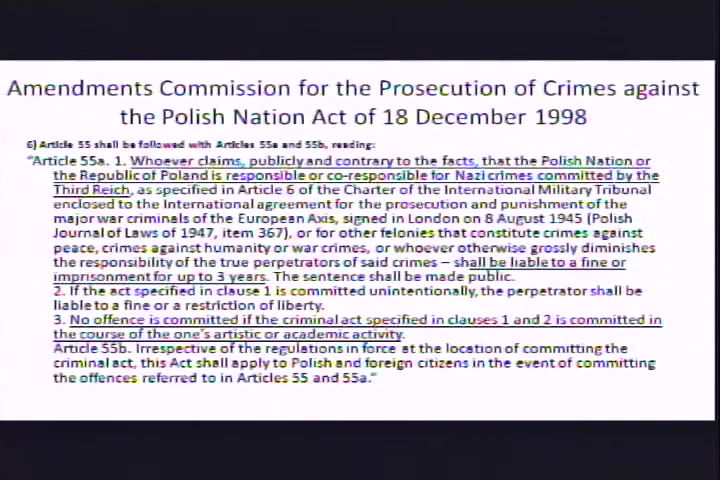 Amendments Commission for the Prosecution of Crimes against
the Polish Nation Act of 18 December 1998
6) Article 55 shall be followed with Articles 55a and 55b, reading:
"Article 55a. 1. Whoever claims, publicly and contrary to the facts, that the Polish Nation or
the Republic of Poland is responsible or co-responsible for Nazi crimes committed by the
Third Reich, as specified in Article 6 of the Charter of the International Military Tribunal
enclosed to the International agreement for the prosecution and punishment of the
major war criminals of the European Axis, signed in London on 8 August 1945 (Polish
Journal of Laws of 1947, item 367), or for other felonies that constitute crimes against
peace, crimes against humanity or war crimes, or whoever otherwise grossly diminishes
the responsibility of the true perpetrators of said crimes – shall be liable to a fine or
imprisonment for up to 3 years. The sentence shall be made public.
2. If the act specified in clause 1 is committed unintentionally, the perpetrator shall be
liable to a fine or a restriction of liberty.
3. No offence is committed if the criminal act specified in clauses 1 and 2 is committed in
the course of the one's artistic or academic activity.
Article 55b. Irrespective of the regulations in force at the location of committing the
criminal act, this Act shall apply to Polish and foreign citizens in the event of committing
the offences referred to in Articles 55 and 55a."